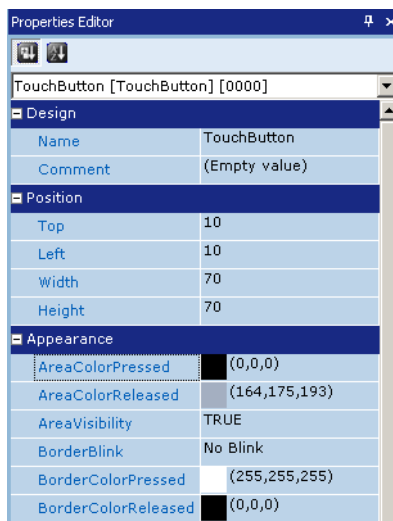 Properties Editor
TouchButton [TouchButton] [0000]
Design
Name TouchButton
Comment (Empty value)
Position
Top 10
Left 10
Width 70
Height 70
Appearance
AreaColorPressed (0,0,0)
AreaColorReleased (164,175,193)
AreaVisibility TRUE
BorderBlink No Blink
BorderColorPressed (255,255,255)
BorderColorReleased (0,0,0)